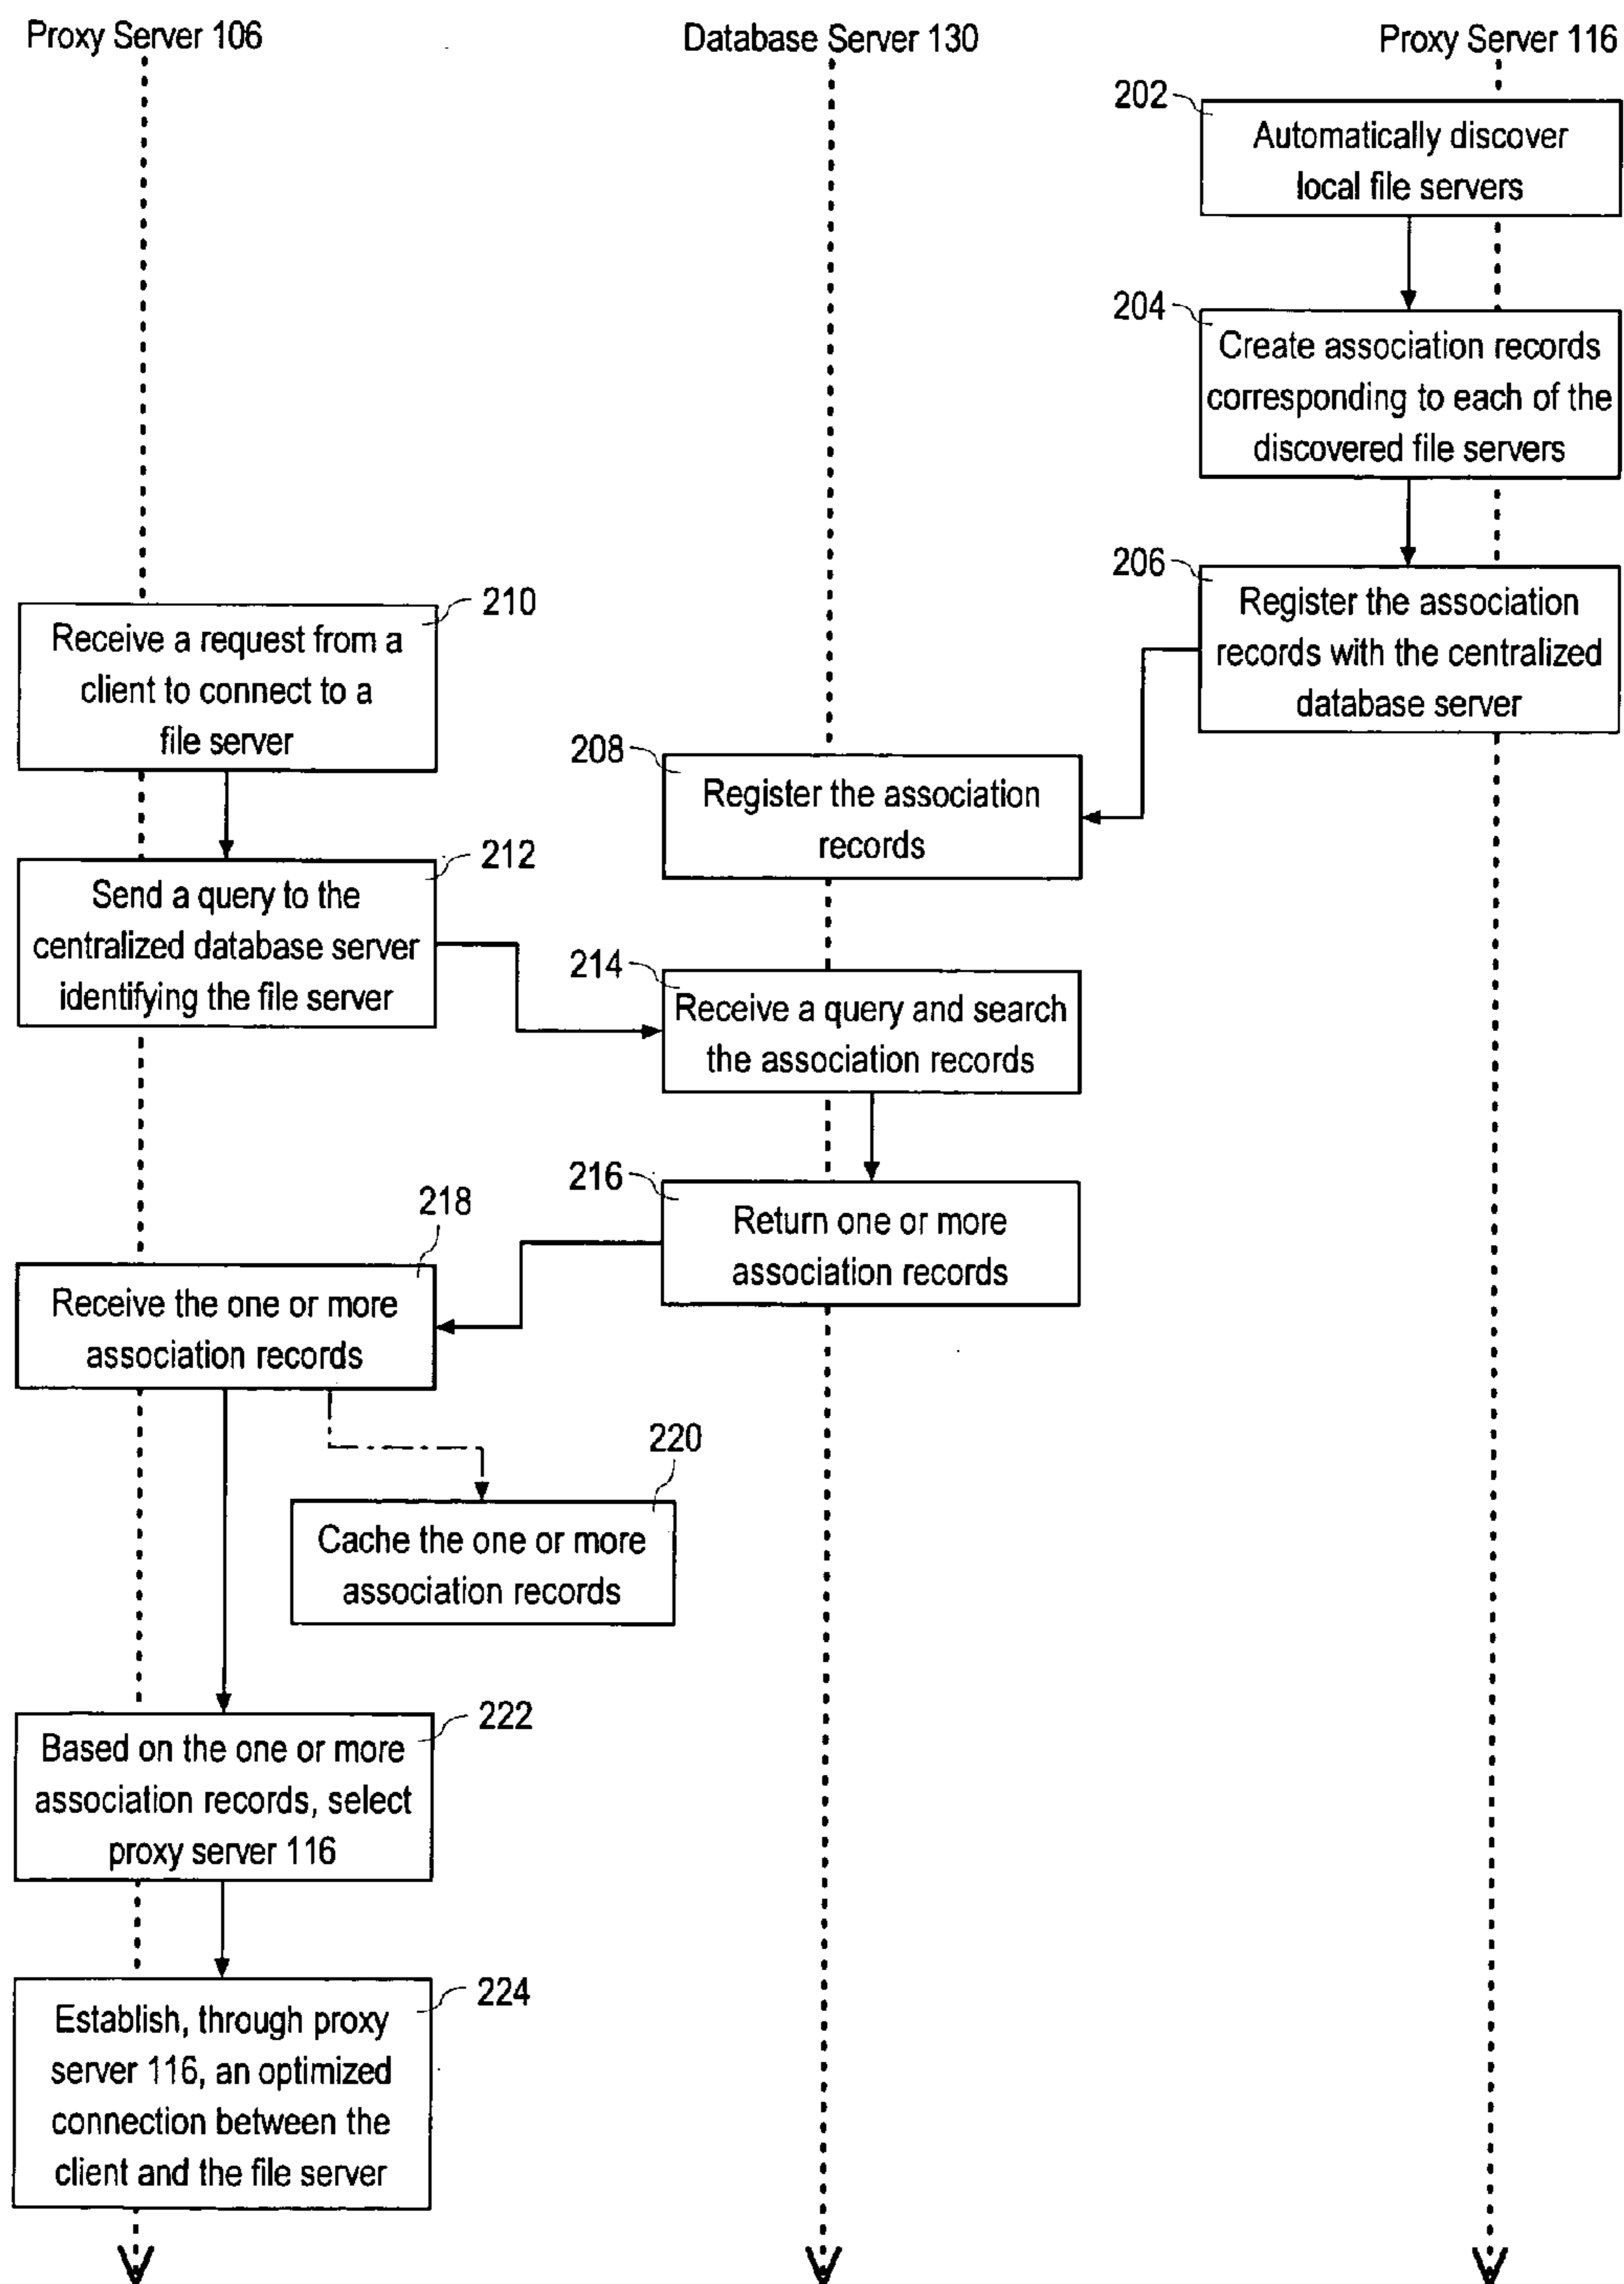 Proxy Server 106
Database Server 130
Proxy Server 116
202
Automatically discover
local file servers
204
Create association records
corresponding to each of the
discovered file servers
206
Register the association
records with the centralized
database server
208
Register the association
records
210
Receive a request from a
client to connect to a
file server
212
Send a query to the
centralized database server
identifying the file server
214
Receive a query and search
the association records
216
Return one or more
association records
218
Receive the one or more
association records
220
Cache the one or more
association records
222
Based on the one or more
association records, select
proxy server 116
224
Establish, through proxy
server 116, an optimized
connection between the
client and the file server